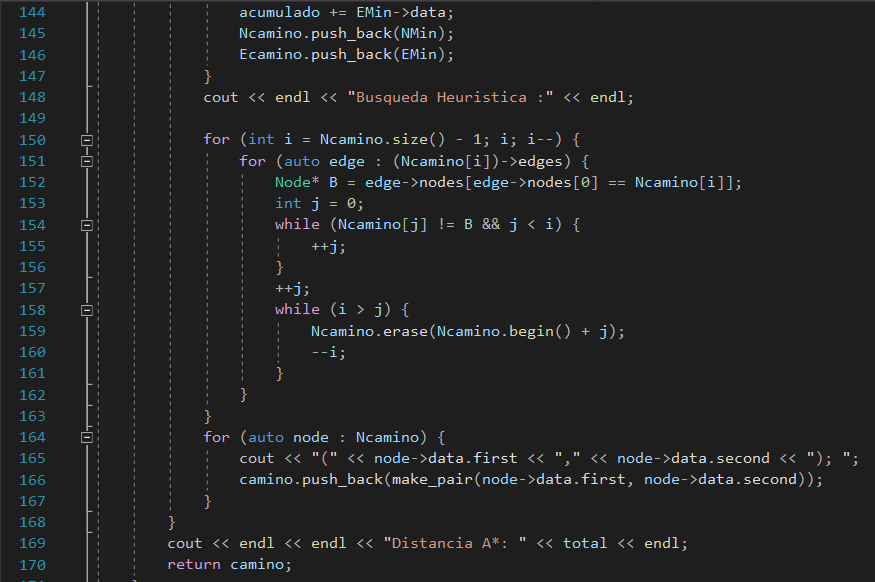 144 acumulado += EMin->data;
145 Ncamino.push_back(NMin);
146 Ecamino.push_back(EMin);
147 }
148 cout << endl << "Busqueda Heuristica :" << endl;
149
150 for (int i = Ncamino.size() - 1; i; i--) {
151 for (auto edge : (Ncamino[i])->edges) {
152 Node* B = edge->nodes[edge->nodes[0] == Ncamino[i]];
153 int j = 0;
154 while (Ncamino[j] != B && j < i) {
155 ++j;
156 }
157 ++j;
158 while (i > j) {
159 Ncamino.erase(Ncamino.begin() + j);
160 --i;
161 }
162 }
163 }
164 for (auto node : Ncamino) {
165 cout << "(" << node->data.first << "," << node->data.second << "); ";
166 camino.push_back(make_pair(node->data.first, node->data.second));
167 }
168 }
169 cout << endl << endl << "Distancia A*: " << total << endl;
170 return camino;